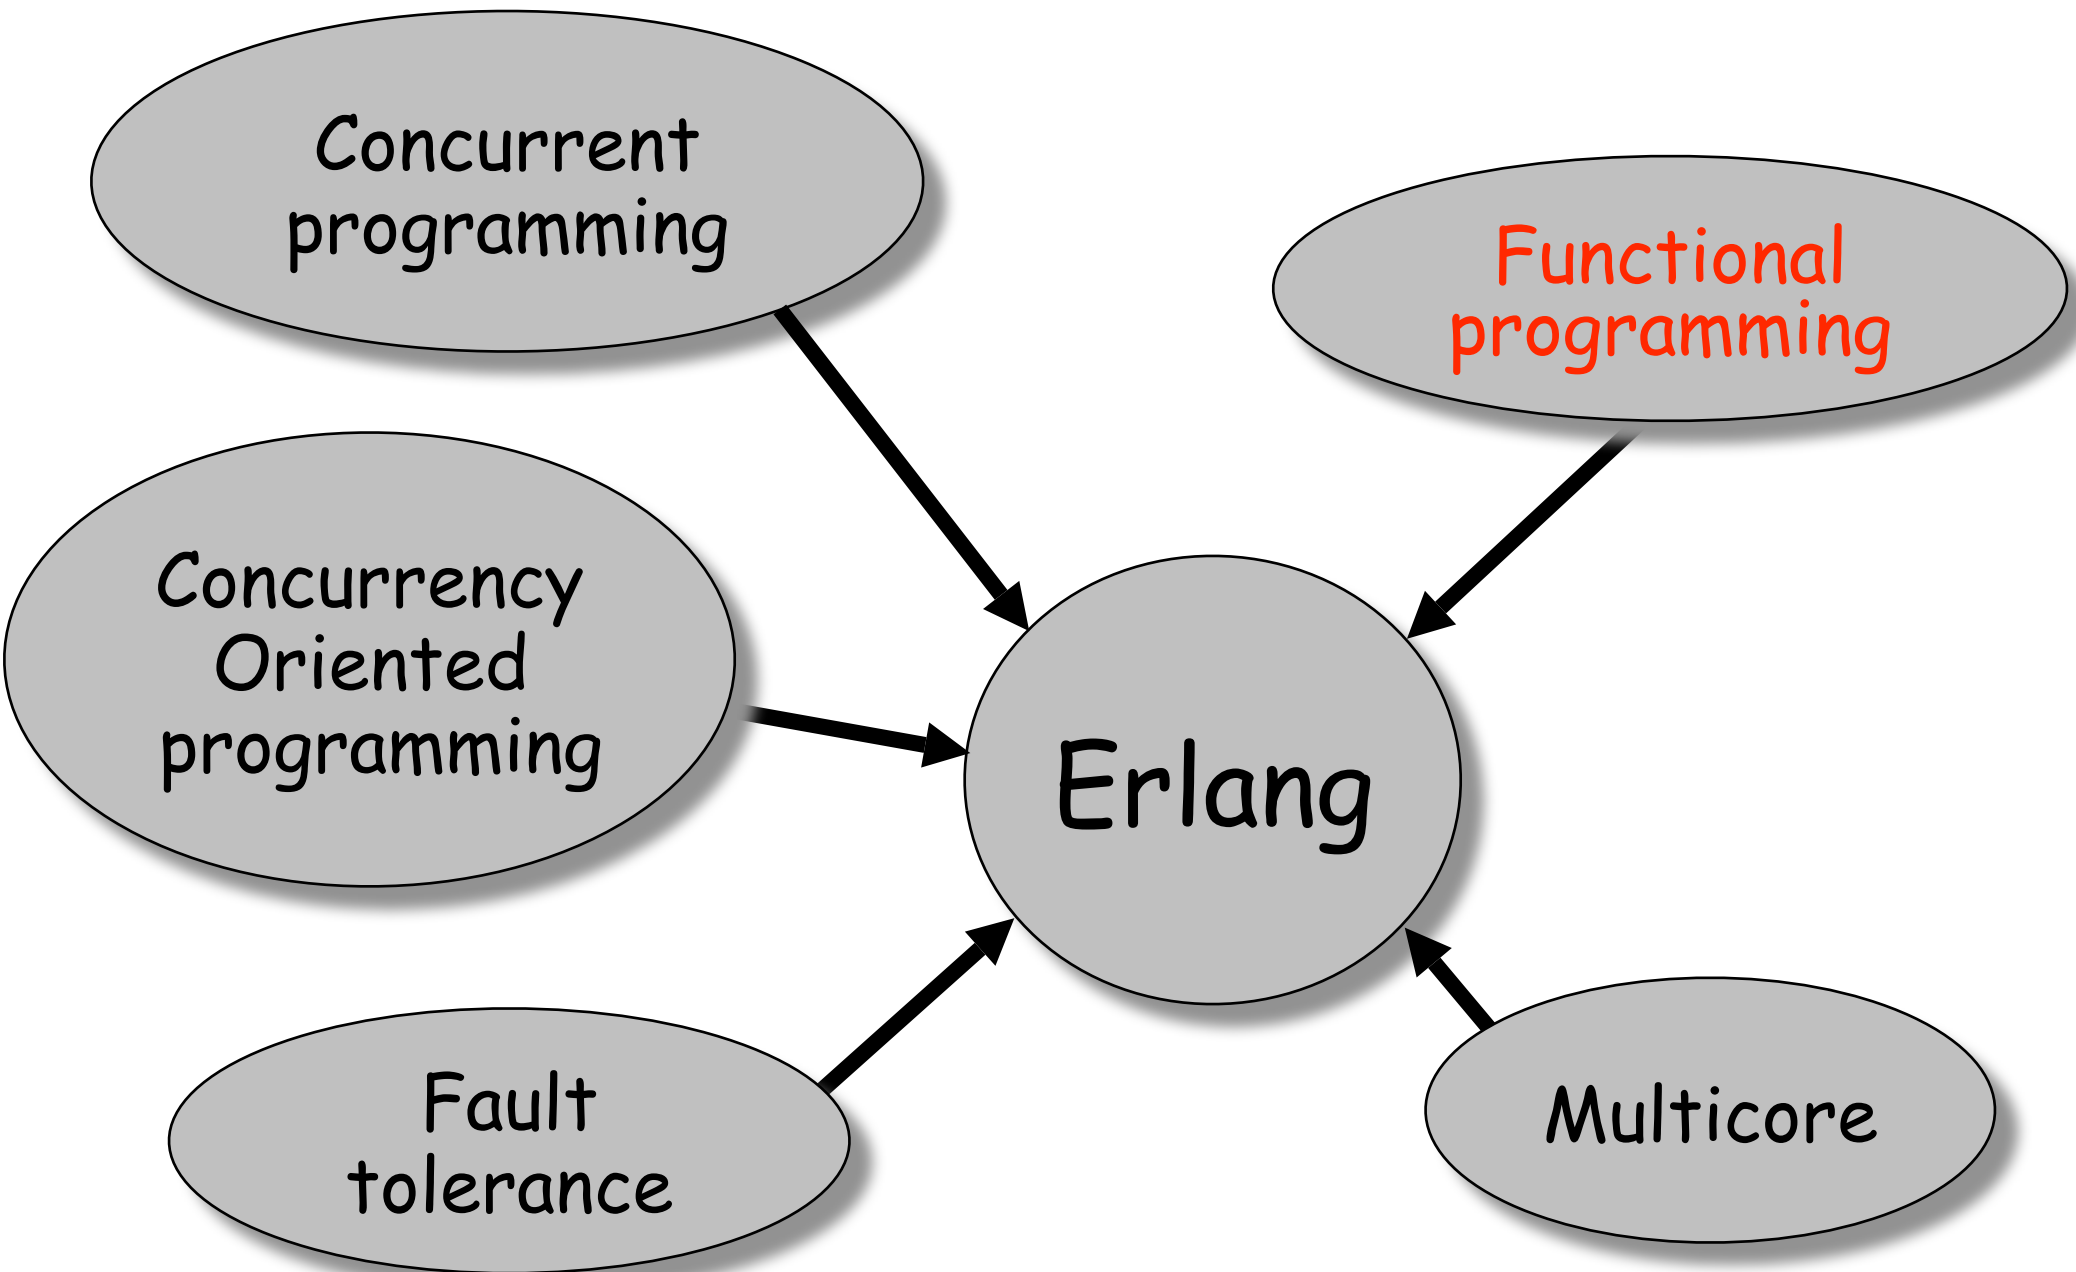 Concurrent
programming
Functional
programming
Concurrency
Oriented
programming
Erlang
Fault
tolerance
Multicore